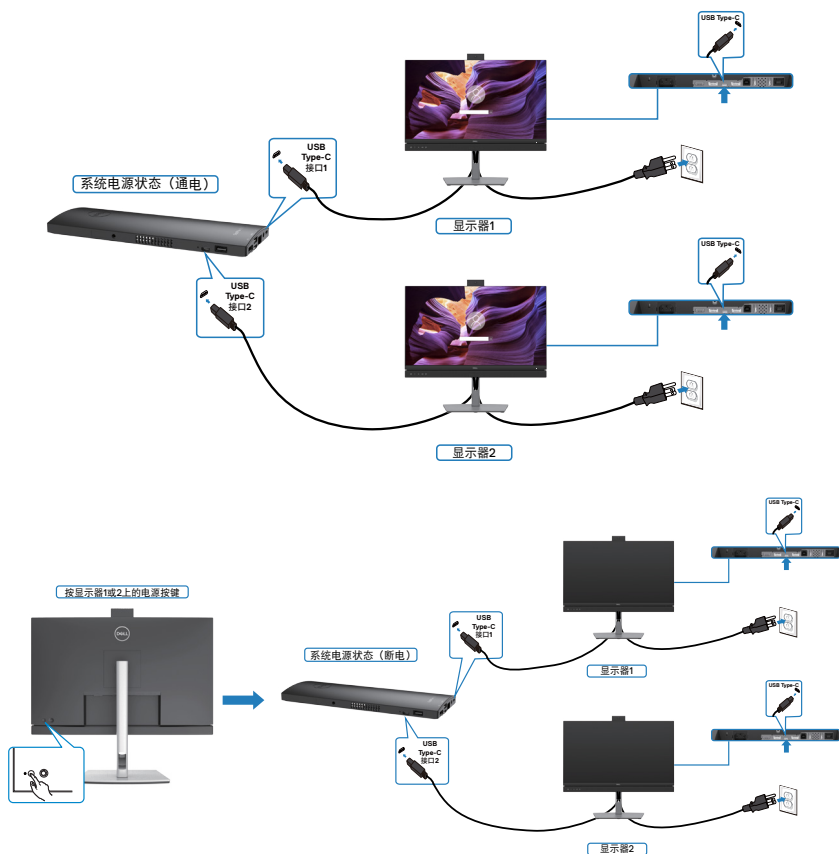 USB Type-C
USB
Type-C
接口1
系统电源状态（通电）
显示器1
USB Type-C
USB
Type-C
接口2
显示器2
USB Type-C
按显示器1或2上的电源按键
DELL
USB
Type-C
接口1
系统电源状态（断电）
显示器1
USB Type-C
USB
Type-C
接口2
显示器2